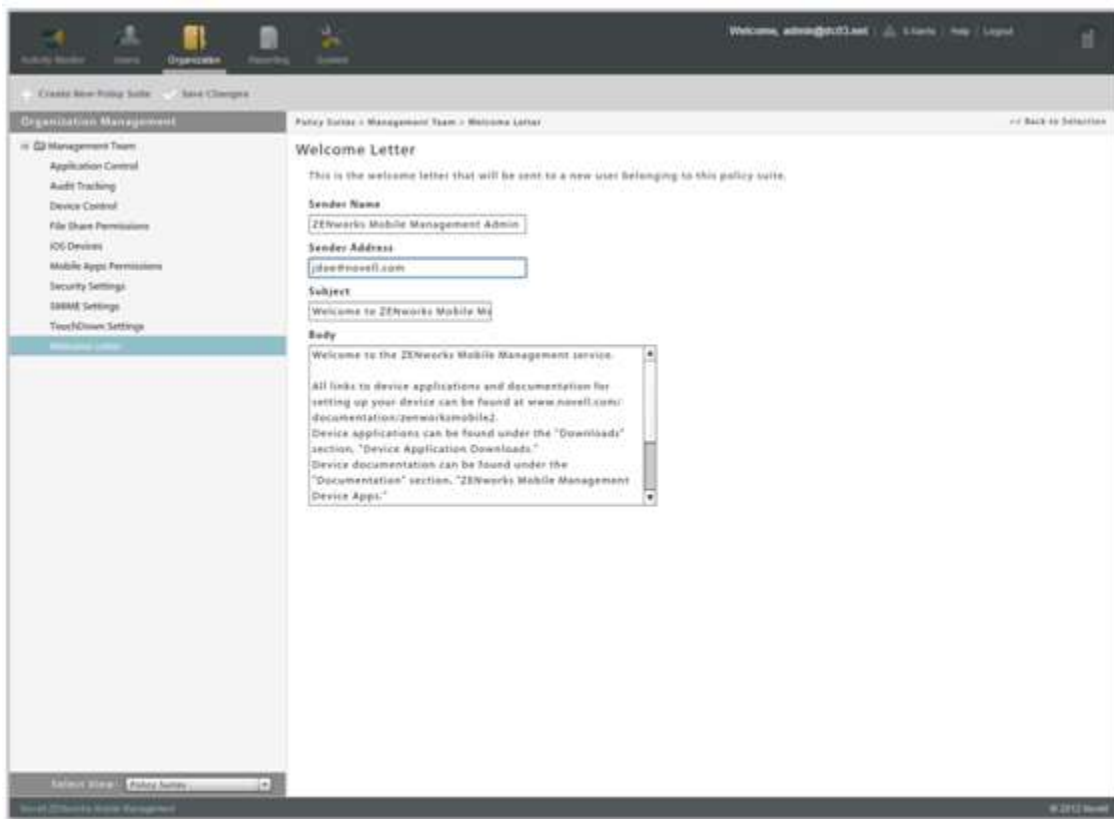 Welcome, admin@dc03.net | Alerts | Help | Logout
Activity Monitor Users Organization Reporting System
Create New Policy Suite Save Changes
Organization Management
Policy Suites > Management Team > Welcome Letter
<< Back to Selection
Management Team
Application Control
Audit Tracking
Device Control
File Share Permissions
iOS Devices
Mobile Apps Permissions
Security Settings
S/MIME Settings
TouchDown Settings
Welcome Letter
Welcome Letter
This is the welcome letter that will be sent to a new user belonging to this policy suite.
Sender Name
ZENworks Mobile Management Admin
Sender Address
jdoe@novell.com
Subject
Welcome to ZENworks Mobile Ma
Body
Welcome to the ZENworks Mobile Management service.
All links to device applications and documentation for
setting up your device can be found at www.novell.com/
documentation/zenworksmobile2.
Device applications can be found under the "Downloads"
section, "Device Application Downloads."
Device documentation can be found under the
"Documentation" section, "ZENworks Mobile Management
Device Apps."
Select View: Policy Suites
Novell ZENworks Mobile Management
© 2012 Novell